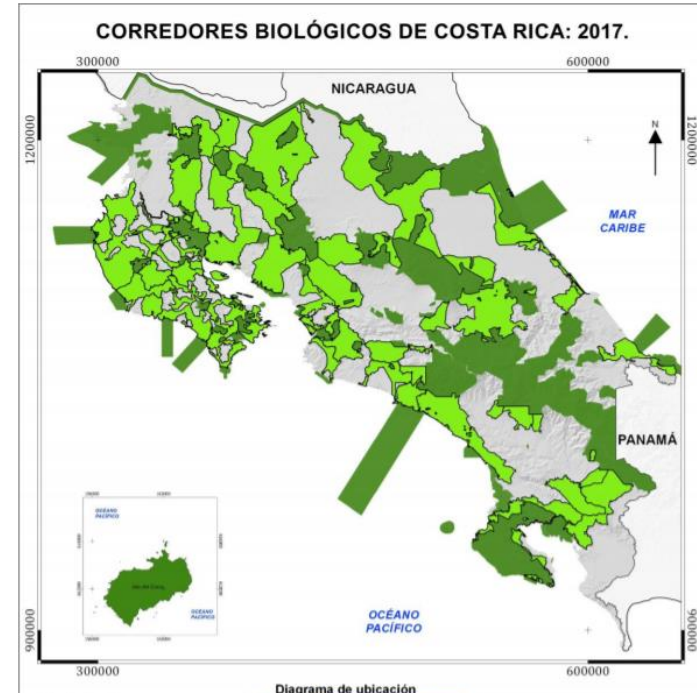 CORREDORES BIOLÓGICOS DE COSTA RICA: 2017.
300000
600000
NICARAGUA
1200000
1200000
N
MAR
CARIBE
PANAMÁ
OCÉANO
PACÍFICO
OCÉANO
PACÍFICO
OCÉANO
PACÍFICO
900000
900000
300000
600000
Diagrama de ubicación